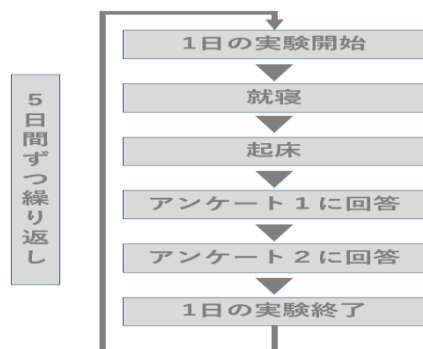 1日の実験開始
就寝
起床
アンケート1に回答
アンケート2に回答
1日の実験終了
5日間ずつ繰り返し